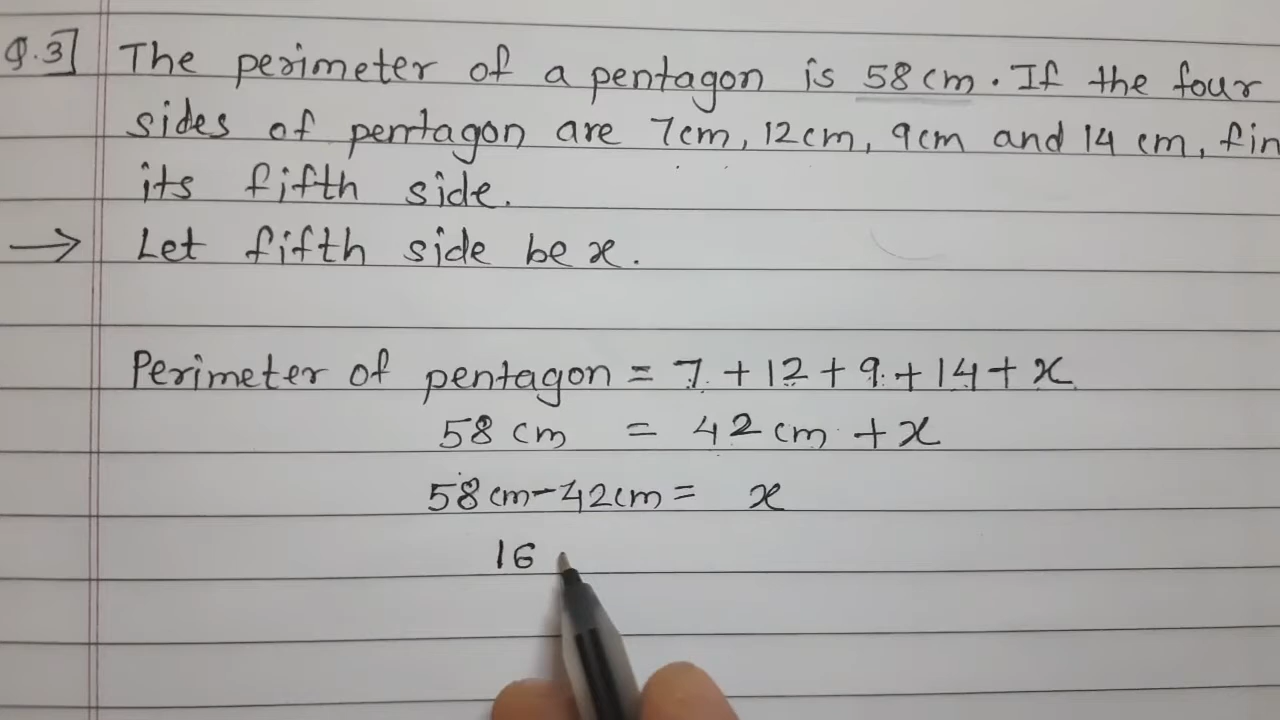 Q.3] The perimeter of a pentagon is 58cm. If the four
sides of pentagon are 7cm, 12cm, 9cm and 14 cm, fin
its fifth side.
→ Let fifth side be x.
Perimeter of pentagon = 7 + 12 + 9 + 14 + x
58 cm = 42 cm + x
58 cm - 42 cm = x
16